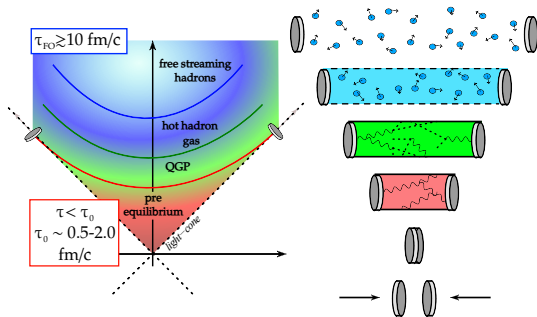 τFO≳10 fm/c
free streaming
hadrons
hot hadron
gas
QGP
pre
equilibrium
light-cone
τ< τ0
τ0 ~ 0.5-2.0
fm/c